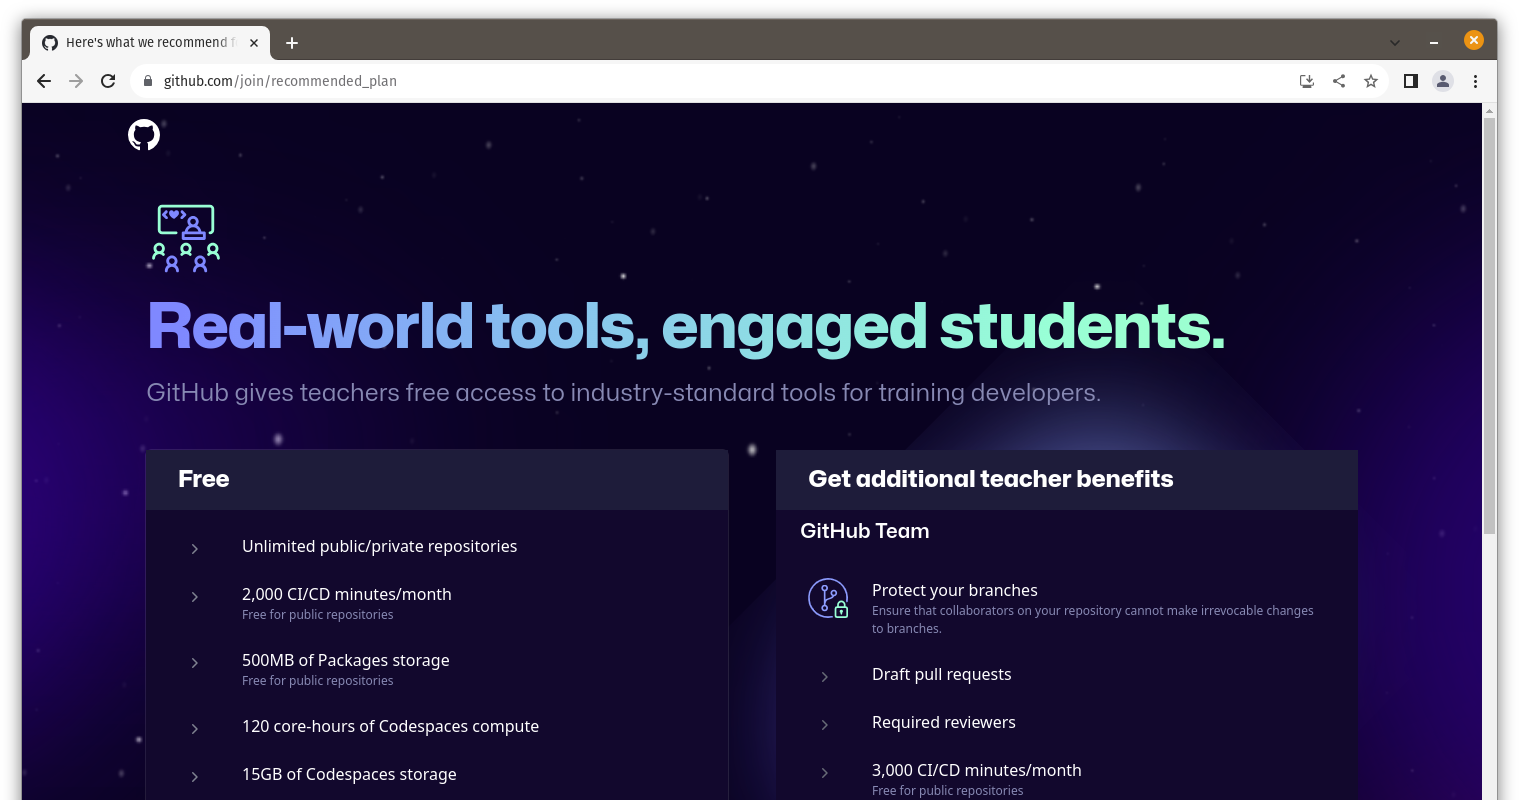 Here's what we recommend f
github.com/join/recommended_plan
Real-world tools, engaged students.
GitHub gives teachers free access to industry-standard tools for training developers.
Free
Unlimited public/private repositories
2,000 CI/CD minutes/month
Free for public repositories
500MB of Packages storage
Free for public repositories
120 core-hours of Codespaces compute
15GB of Codespaces storage
Get additional teacher benefits
GitHub Team
Protect your branches
Ensure that collaborators on your repository cannot make irrevocable changes
to branches.
Draft pull requests
Required reviewers
3,000 CI/CD minutes/month
Free for public repositories